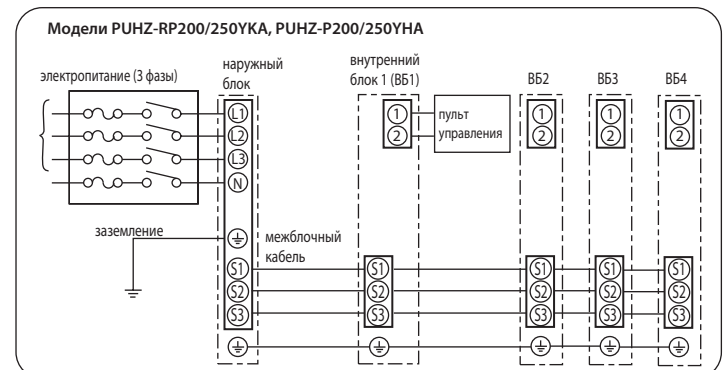 Модели PUHZ-RP200/250YKA, PUHZ-P200/250YHA
электропитание (3 фазы)
наружный
блок
внутренний
блок 1 (ВБ1)
ВБ2
ВБ3
ВБ4
L1
L2
L3
N
1
2
пульт
управления
1
2
1
2
1
2
заземление
межблочный
кабель
S1
S2
S3
S1
S2
S3
S1
S2
S3
S1
S2
S3
S1
S2
S3